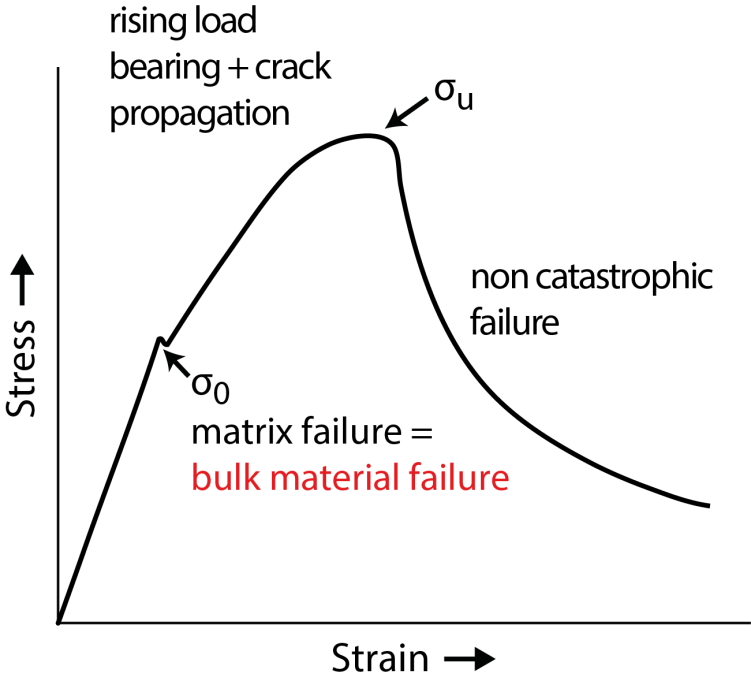 rising load
bearing + crack
propagation
σu
non catastrophic
failure
σ0
matrix failure =
bulk material failure
Stress
Strain